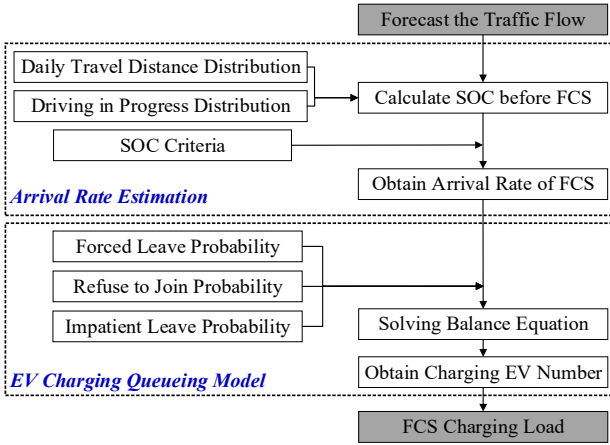 Forecast the Traffic Flow
Daily Travel Distance Distribution
Driving in Progress Distribution
Calculate SOC before FCS
SOC Criteria
Obtain Arrival Rate of FCS
Arrival Rate Estimation
Forced Leave Probability
Refuse to Join Probability
Impatient Leave Probability
Solving Balance Equation
Obtain Charging EV Number
EV Charging Queueing Model
FCS Charging Load